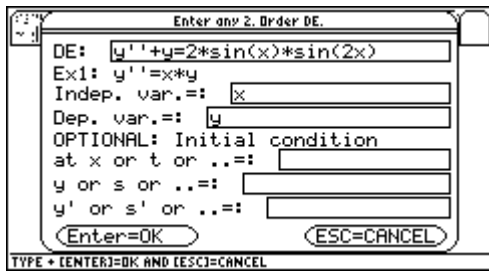 Enter any 2. Order DE.
DE: y''+y=2*sin(x)*sin(2x)
Ex1: y''=x*y
Indep. var.=: x
Dep. var.=: y
OPTIONAL: Initial condition
at x or t or ..=:
y or s or ..=:
y' or s' or ..=:
Enter=OK ESC=CANCEL
TYPE + [ENTER]=OK AND [ESC]=CANCEL